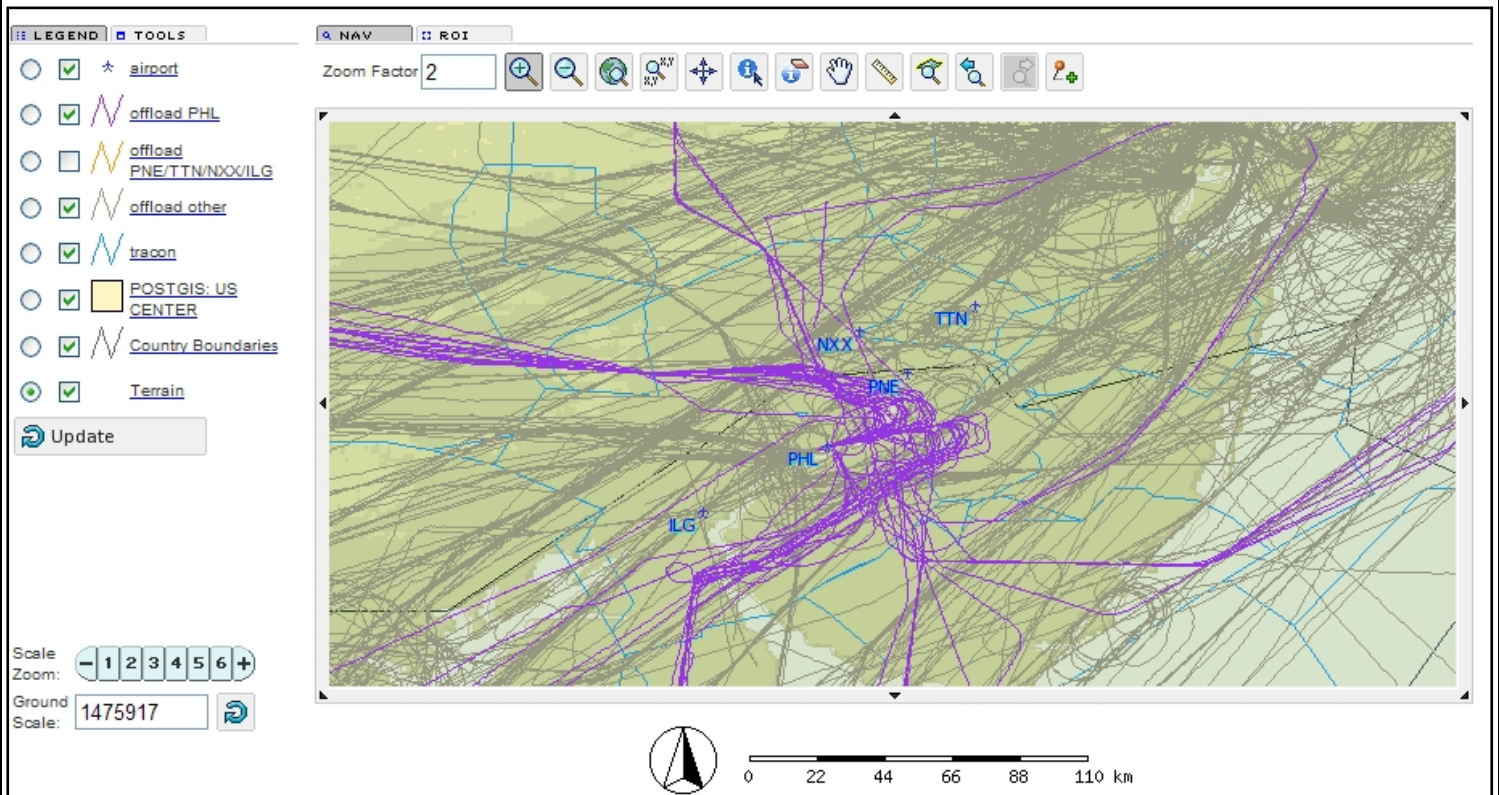 LEGEND TOOLS
NAV ROI
Zoom Factor 2
x,y
x,y
airport
offload PHL
offload
PNE/TTN/NXX/ILG
offload other
tracon
POSTGIS: US
CENTER
Country Boundaries
Terrain
Update
TTN
NXX
PNE
PHL
ILG
Scale
Zoom:
- 1 2 3 4 5 6 +
Ground
Scale: 1475917
0 22 44 66 88 110 km